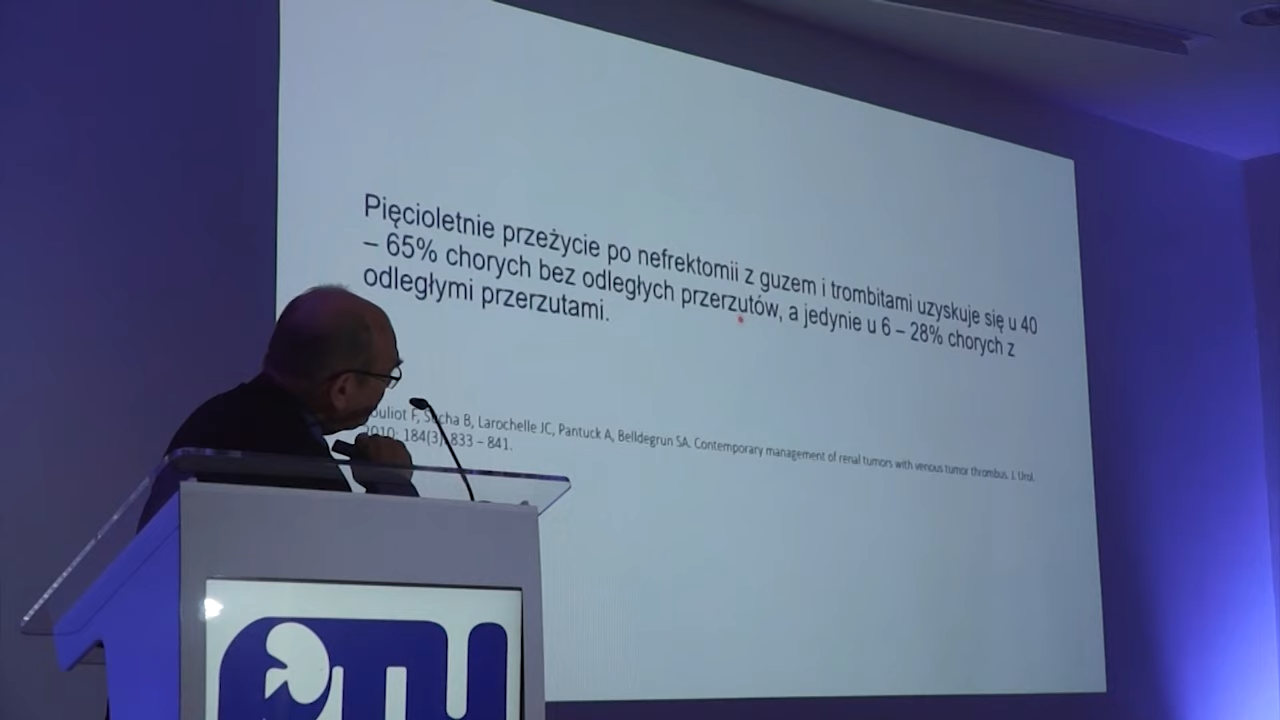 Pięcioletnie przeżycie po nefrektomii z guzem i trombitami uzyskuje się u 40
– 65% chorych bez odległych przerzutów, a jedynie u 6 – 28% chorych z
odległymi przerzutami.
F, B, Larochelle JC, Pantuck A, Belldegrun SA. Contemporary management of renal tumors with venous tumor thrombus. J. Urol.
2010; 184(3) 833 – 841.